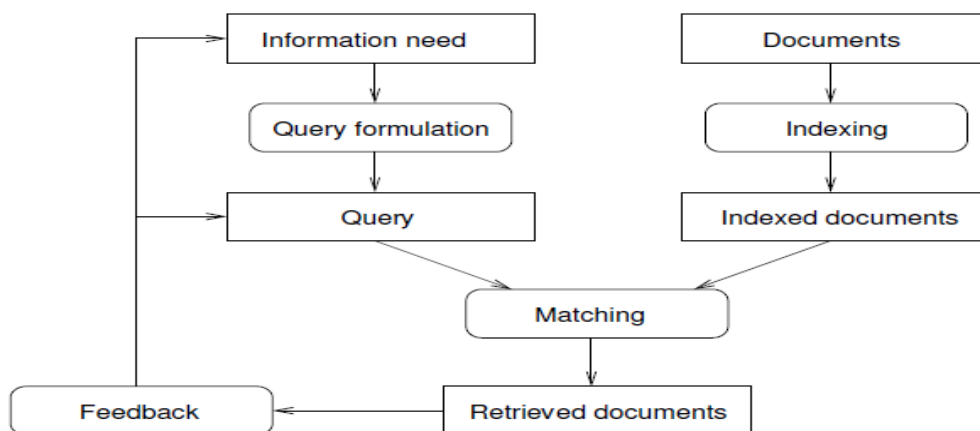 Information need
Documents
Query formulation
Indexing
Query
Indexed documents
Matching
Feedback
Retrieved documents